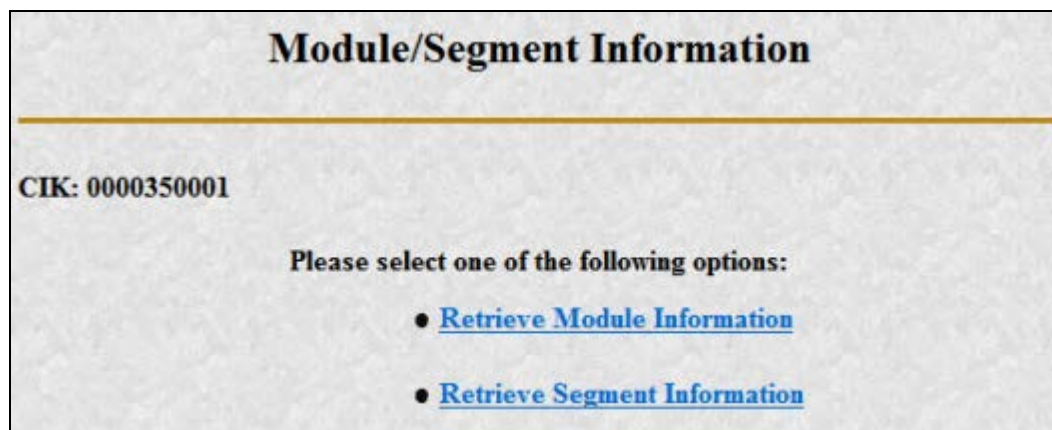 Module/Segment Information
CIK: 0000350001
Please select one of the following options:
● Retrieve Module Information
● Retrieve Segment Information